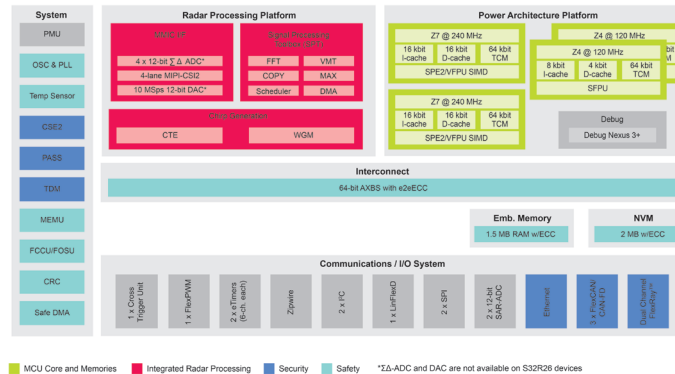 System
PMU
OSC & PLL
Temp Sensor
CSE2
PASS
TDM
MEMU
FCCU/FOSU
CRC
Safe DMA
Radar Processing Platform
4 x 12-bit ∑ Δ ADC*
4-lane MIPI-CSI2
10 MSps 12-bit DAC*
Signal Processing
FFT
VMT
COPY
MAX
Scheduler
DMA
CTE
WGM
Power Architecture Platform
Z7 @ 240 MHz
16 kbit
I-cache
16 kbit
D-cache
64 kbit
TCM
SPE2/VFPU SIMD
Z7 @ 240 MHz
16 kbit
I-cache
16 kbit
D-cache
64 kbit
TCM
SPE2/VFPU SIMD
Z4 @ 120 MHz
Z4 @ 120 MHz
8 kbit
I-cache
4 kbit
D-cache
64 kbit
TCM
SFPU
Debug
Debug Nexus 3+
Interconnect
64-bit AXBS with e2eECC
Emb. Memory
1.5 MB RAM w/ECC
NVM
2 MB w/ECC
Communications / I/O System
1 x Cross
Trigger Unit
1 x FlexPWM
2 x eTimers
(6-ch. each)
Zipwire
2 x I²C
1 x LinFlexD
2 x SPI
2 x 12-bit
SAR-ADC
Ethernet
3 x FlexCAN/
CAN-FD
Dual Channel
FlexRay™
MCU Core and Memories
Integrated Radar Processing
Security
Safety
*ΣΔ-ADC and DAC are not available on S32R26 devices